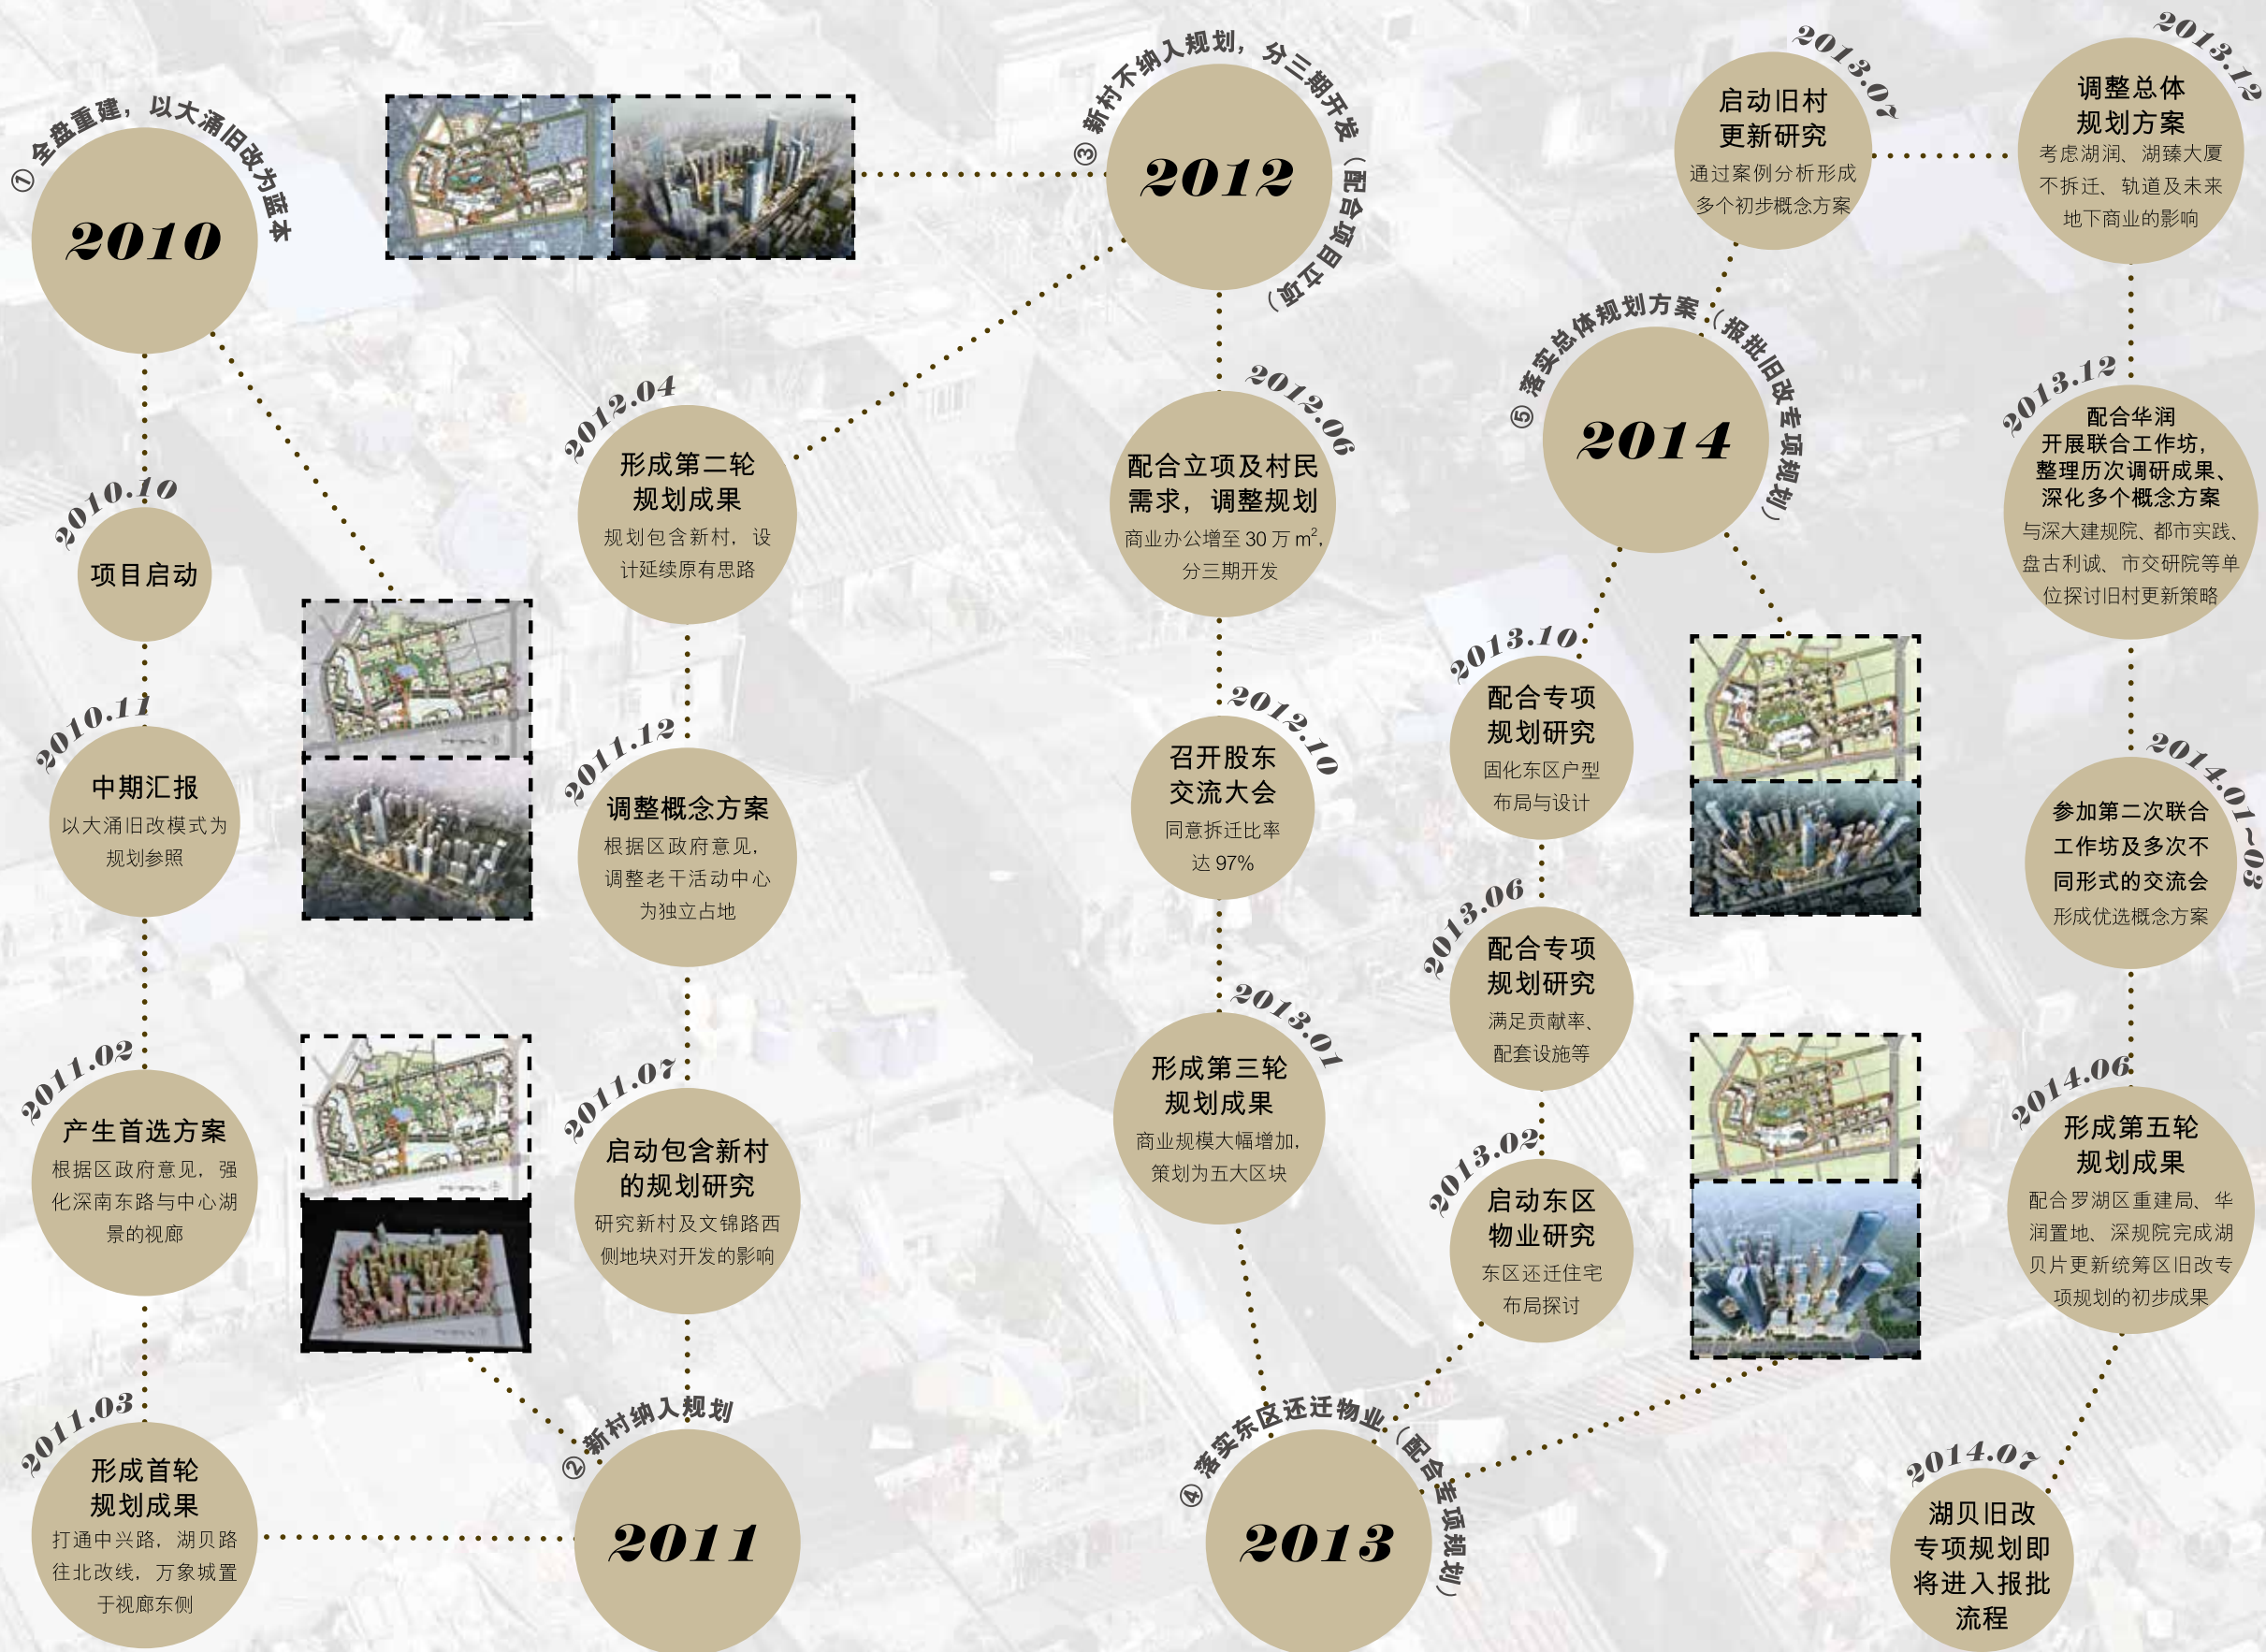 ① 全盘重建，以大涌旧改为蓝本
2010
2010.10
项目启动
2010.11
中期汇报
以大涌旧改模式为
规划参照
2011.02
产生首选方案
根据区政府意见，强
化深南东路与中心湖
景的视廊
2011.03
形成首轮
规划成果
打通中兴路，湖贝路
往北改线，万象城置
于视廊东侧
② 新村纳入规划
2011
2011.07
启动包含新村
的规划研究
研究新村及文锦路西
侧地块对开发的影响
2011.12
调整概念方案
根据区政府意见，
调整老干活动中心
为独立占地
2012.04
形成第二轮
规划成果
规划包含新村，设
计延续原有思路
③ 新村不纳入规划，分三期开发（配合项目立项）
2012
2012.06
配合立项及村民
需求，调整规划
商业办公增至 30 万 m²，
分三期开发
2012.10
召开股东
交流大会
同意拆迁比率
达 97%
2013.01
形成第三轮
规划成果
商业规模大幅增加，
策划为五大区块
④ 落实东区还迁物业（配合专项规划）
2013
2013.02
启动东区
物业研究
东区还迁住宅
布局探讨
2013.06
配合专项
规划研究
满足贡献率、
配套设施等
2013.10
配合专项
规划研究
固化东区户型
布局与设计
⑤ 落实总体规划方案（报批旧改专项规划）
2014
2013.07
启动旧村
更新研究
通过案例分析形成
多个初步概念方案
2013.12
调整总体
规划方案
考虑湖润、湖臻大厦
不拆迁、轨道及未来
地下商业的影响
2013.12
配合华润
开展联合工作坊，
整理历次调研成果、
深化多个概念方案
与深大建规院、都市实践、
盘古利诚、市交研院等单
位探讨旧村更新策略
2014.01~03
参加第二次联合
工作坊及多次不
同形式的交流会
形成优选概念方案
2014.06
形成第五轮
规划成果
配合罗湖区重建局、华
润置地、深规院完成湖
贝片更新统筹区旧改专
项规划的初步成果
2014.07
湖贝旧改
专项规划即
将进入报批
流程